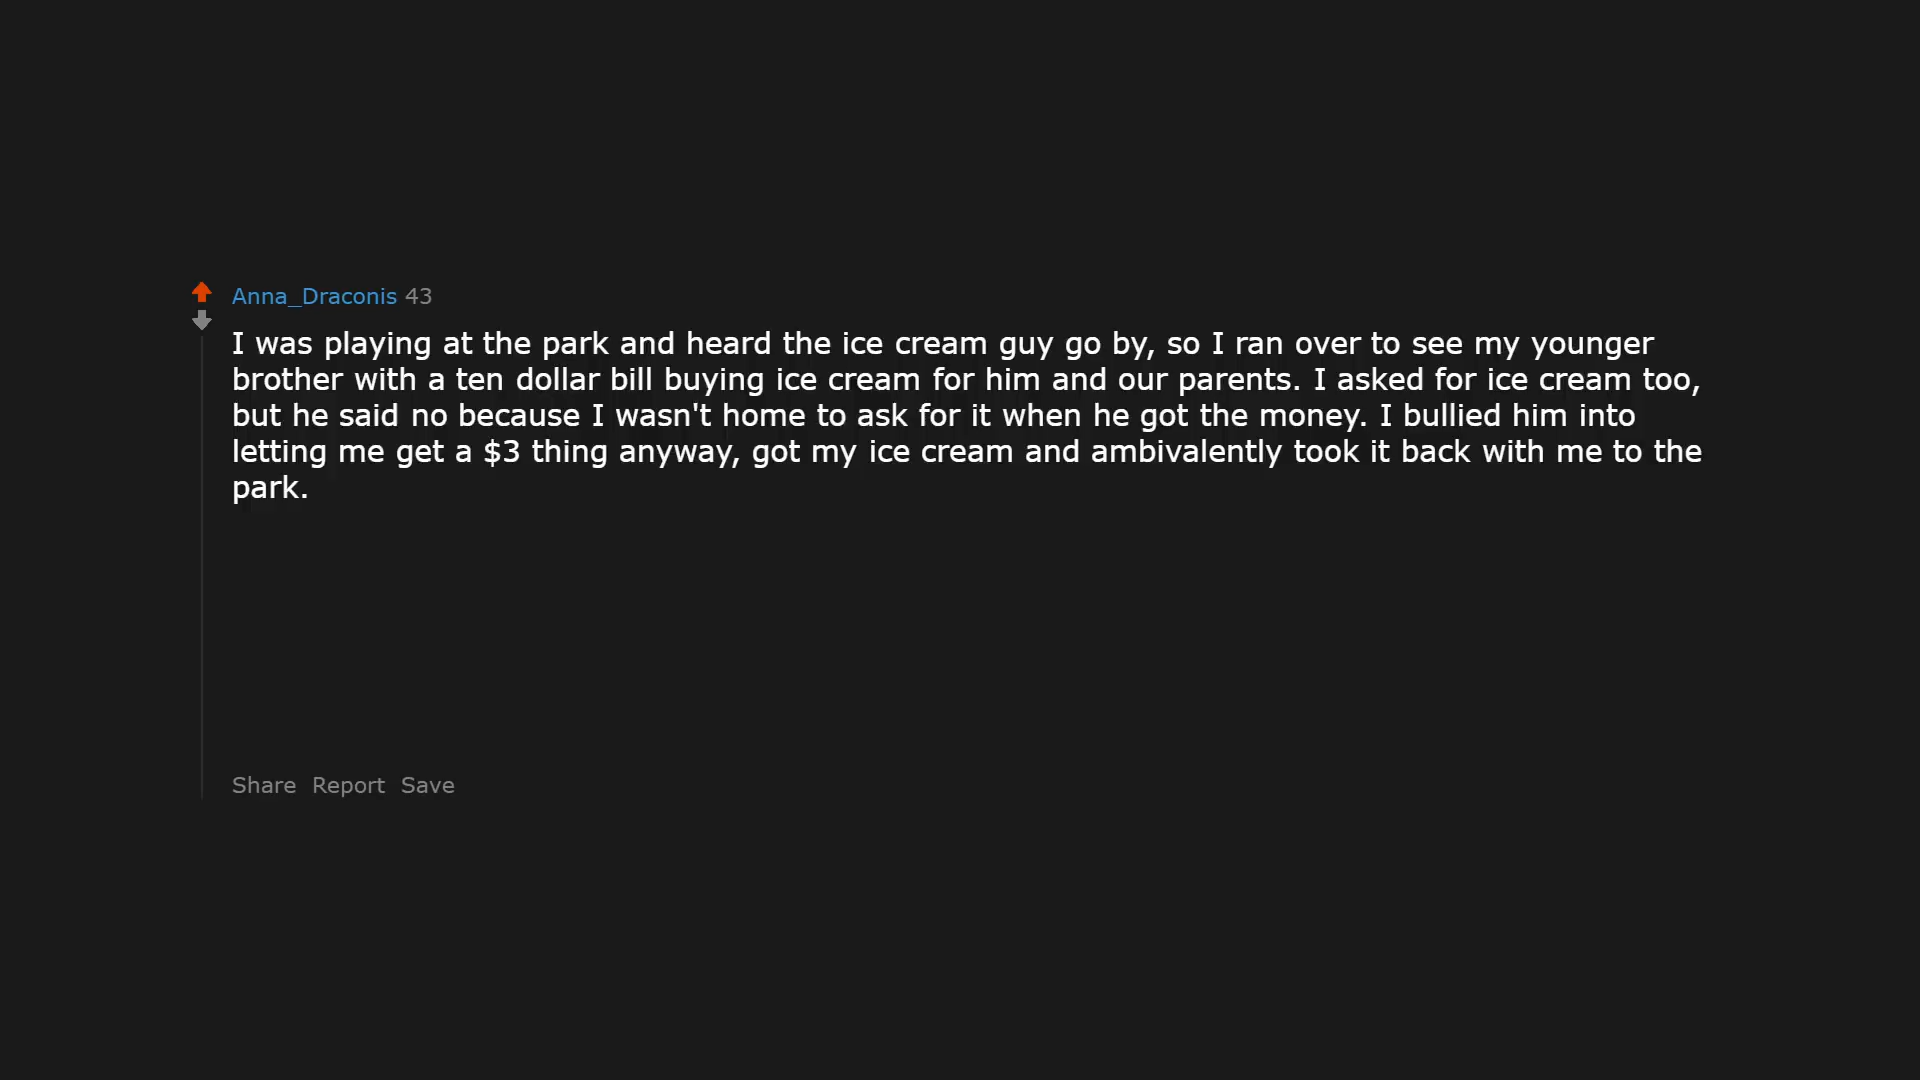 Anna_Draconis 43
I was playing at the park and heard the ice cream guy go by, so I ran over to see my younger
brother with a ten dollar bill buying ice cream for him and our parents. I asked for ice cream too,
but he said no because I wasn't home to ask for it when he got the money. I bullied him into
letting me get a $3 thing anyway, got my ice cream and ambivalently took it back with me to the
park.
Share Report Save